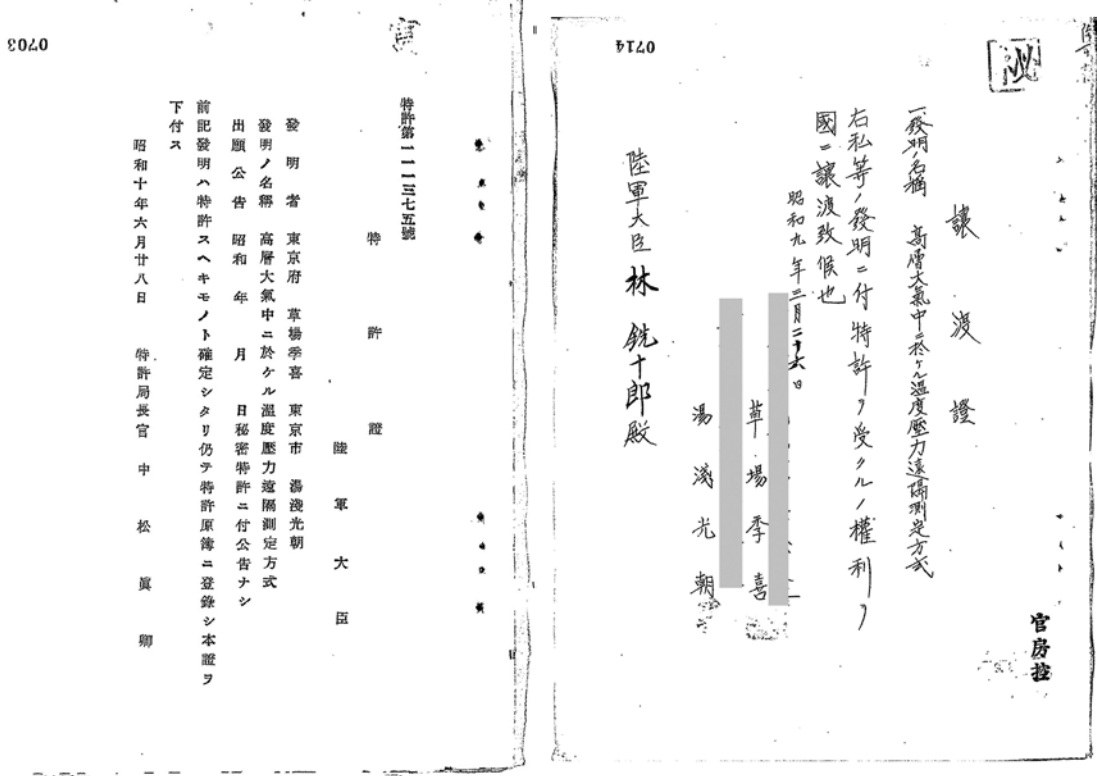 秘
0714
官房控
讓渡證
一發明ノ名稱　高層大氣中ニ於ケル温度壓力遠隔測定方式
右私等ノ發明ニ付特許ヲ受クルノ權利ヲ
國ニ讓渡致候也
昭和九年三月二十六日
草場季喜
湯淺光朝
陸軍大臣　林銑十郎殿
0703
特許第一一一三七五號
特許證
陸軍大臣
發明者　東京府　草場季喜　東京市　湯淺光朝
發明ノ名稱　高層大氣中ニ於ケル溫度壓力遠隔測定方式
出願公告　昭和　年　月　日秘密特許ニ付公告ナシ
前記發明ハ特許スヘキモノト確定シタリ仍テ特許原簿ニ登錄シ本證ヲ
下付ス
昭和十年六月廿八日　特許局長官　中松眞卿